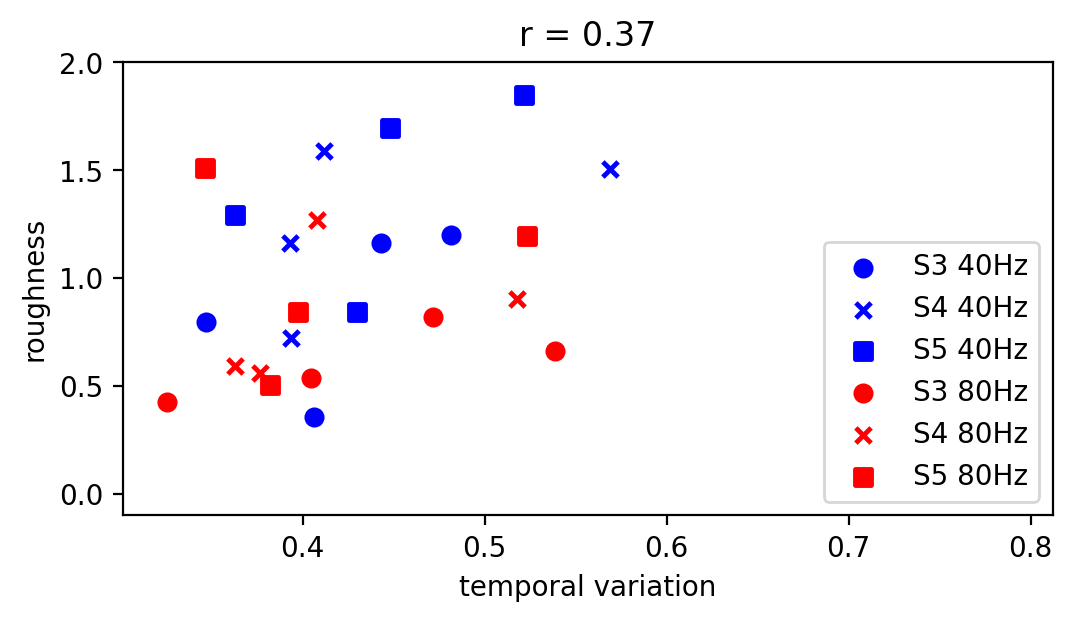 r = 0.37
2.0
1.5
1.0
0.5
0.0
roughness
0.4 0.5 0.6 0.7 0.8
temporal variation
S3 40Hz
S4 40Hz
S5 40Hz
S3 80Hz
S4 80Hz
S5 80Hz